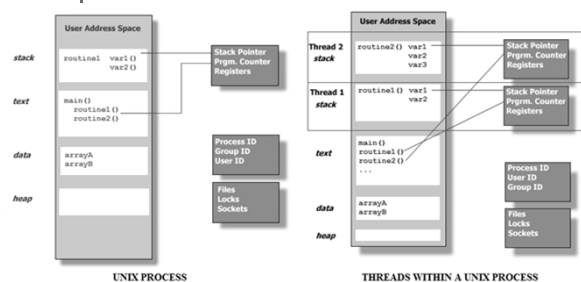 User Address Space
stack
routine1 var1()
var2()
Stack Pointer
Prgm. Counter
Registers
text
main()
routine1()
routine2()
data
arrayA
arrayB
Process ID
Group ID
User ID
heap
Files
Locks
Sockets
UNIX PROCESS
User Address Space
Thread 2
stack
routine2() var1
var2
var3
Stack Pointer
Prgm. Counter
Registers
Thread 1
stack
routine1() var1
var2
Stack Pointer
Prgm. Counter
Registers
text
main()
routine1()
routine2()
...
Process ID
User ID
Group ID
data
arrayA
arrayB
Files
Locks
Sockets
heap
THREADS WITHIN A UNIX PROCESS